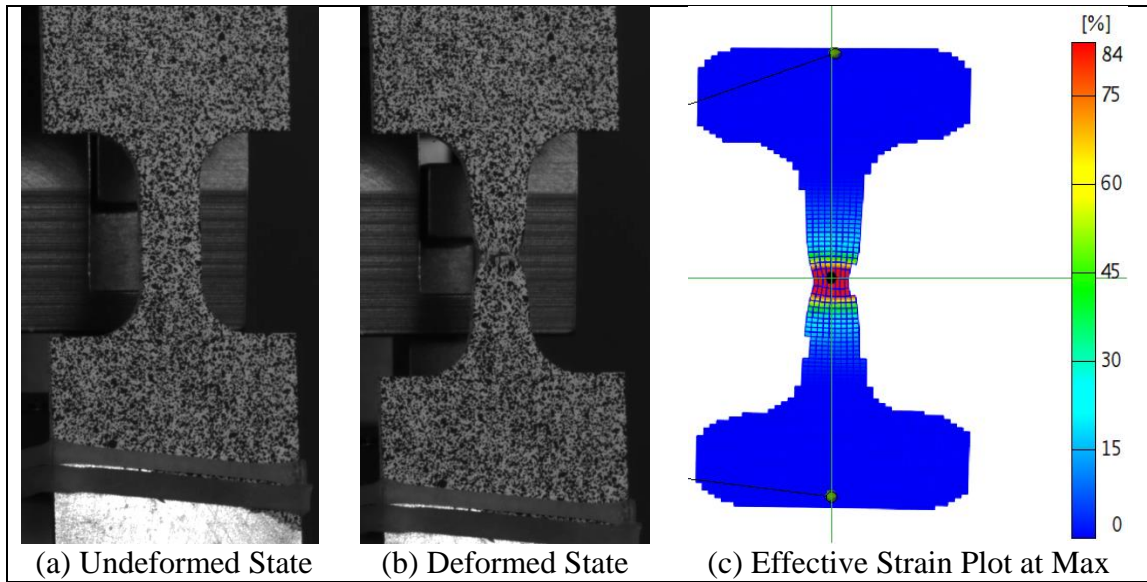 [%]
84
75
60
45
30
15
0
(a) Undeformed State
(b) Deformed State
(c) Effective Strain Plot at Max